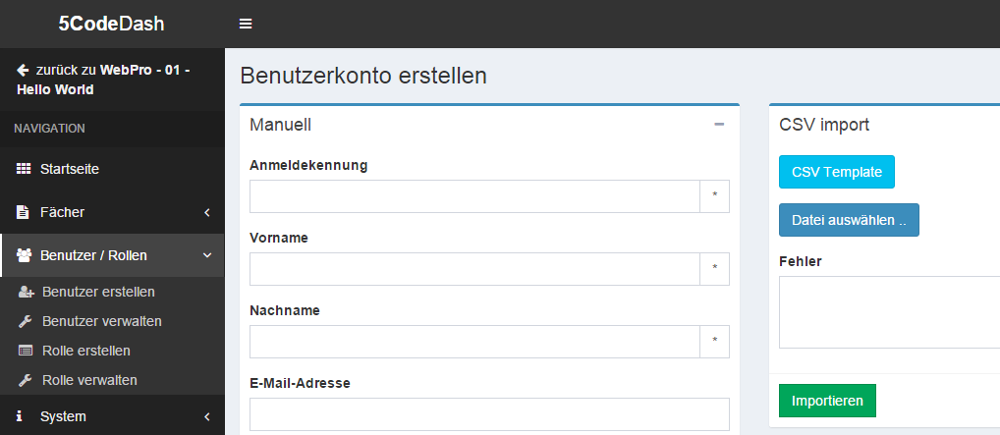 5CodeDash
zurück zu WebPro - 01 -
Hello World
NAVIGATION
Startseite
Fächer
Benutzer / Rollen
Benutzer erstellen
Benutzer verwalten
Rolle erstellen
Rolle verwalten
System
Benutzerkonto erstellen
Manuell
Anmeldekennung
*
Vorname
*
Nachname
*
E-Mail-Adresse
CSV import
CSV Template
Datei auswählen ..
Fehler
Importieren